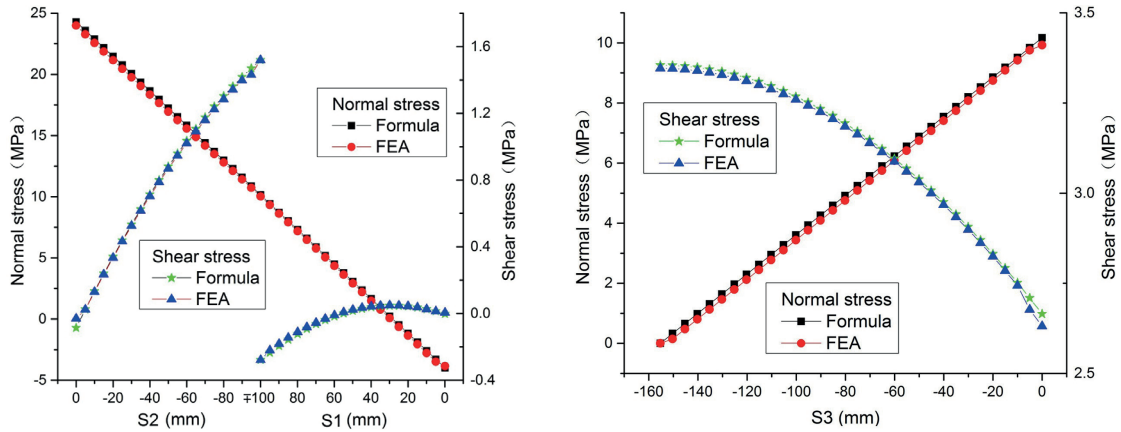 25
20
15
10
5
0
-5
Normal stress（MPa）
1.6
1.2
0.8
0.4
0.0
-0.4
Shear stress（MPa）
Normal stress
Formula
FEA
Shear stress
Formula
FEA
0 -20 -40 -60 -80 ∓100 80 60 40 20 0
S2 (mm) S1 (mm)
10
8
6
4
2
0
Normal stress（MPa）
3.5
3.0
2.5
Shear stress（MPa）
Shear stress
Formula
FEA
Normal stress
Formula
FEA
-160 -140 -120 -100 -80 -60 -40 -20 0
S3 (mm)